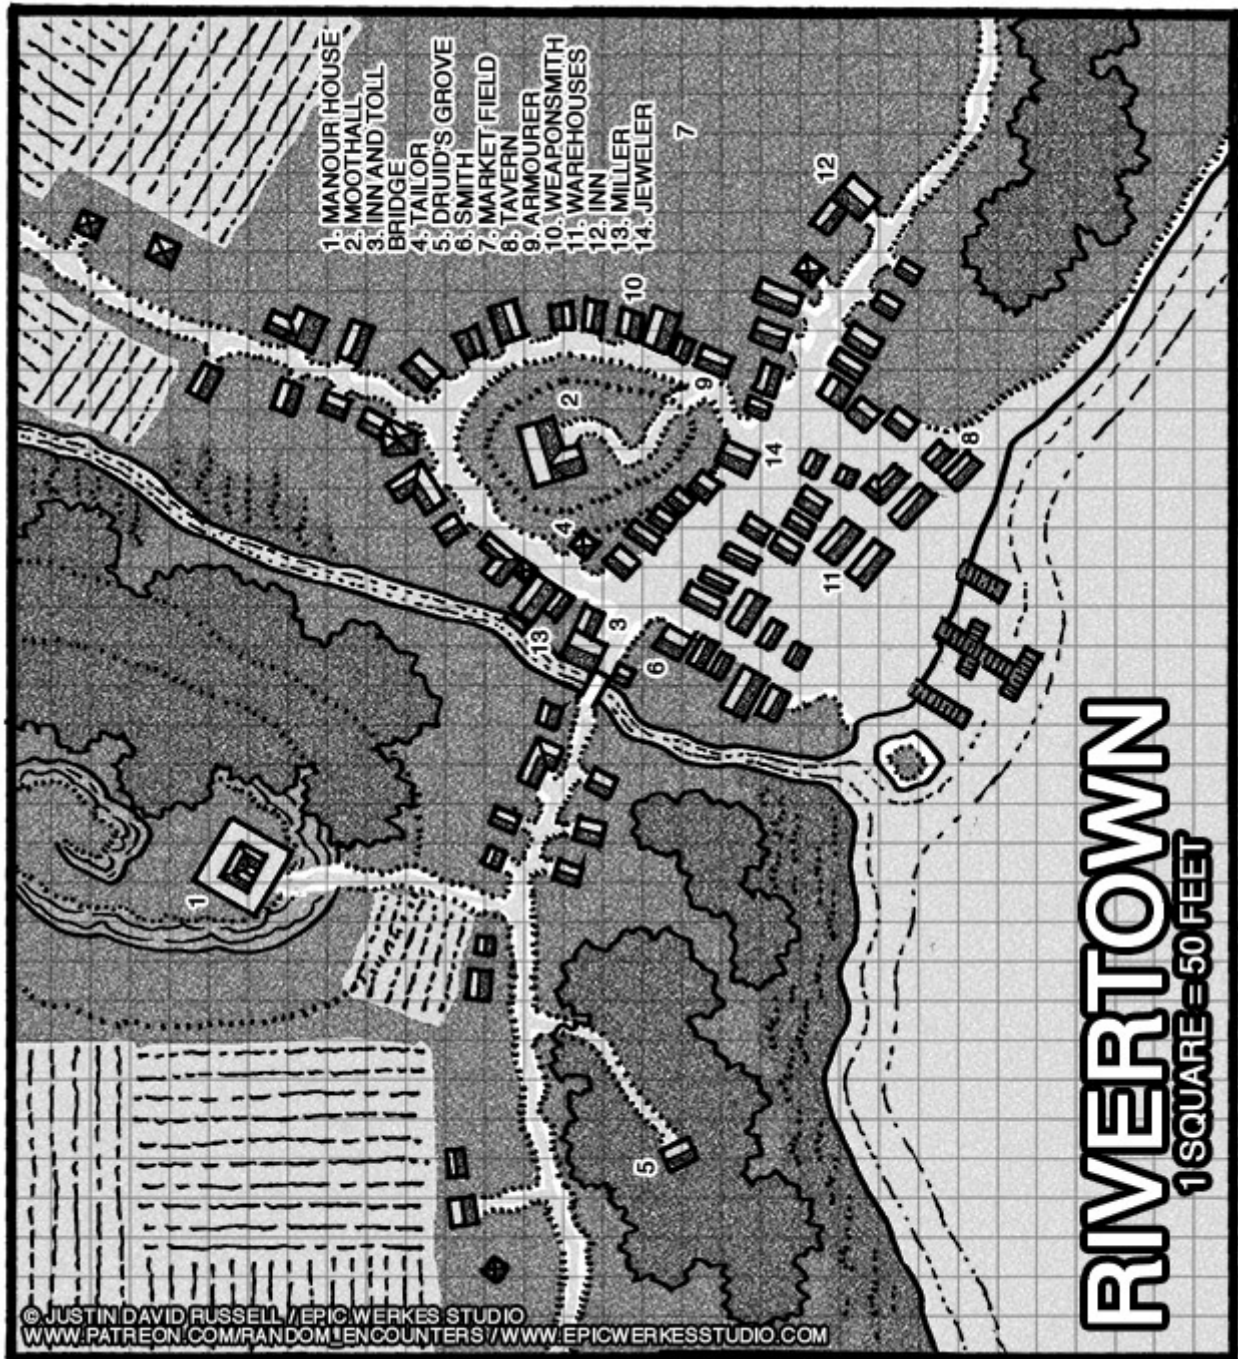 1. MANOUR HOUSE
2. MOOTHALL
3. INN AND TOLL
BRIDGE
4. TAILOR
5. DRUID'S GROVE
6. SMITH
7. MARKET FIELD
8. TAVERN
9. ARMOURER
10. WEAPONSMITH
11. WAREHOUSES
12. INN
13. MILLER
14. JEWELER
7
12
10
2
9
4
14
8
11
3
13
6
1
5
RIVERTOWN
1 SQUARE = 50 FEET
© JUSTIN DAVID RUSSELL / EPIC WERKES STUDIO
WWW.PATREON.COM/RANDOM_ENCOUNTERS / WWW.EPICWERKESSTUDIO.COM